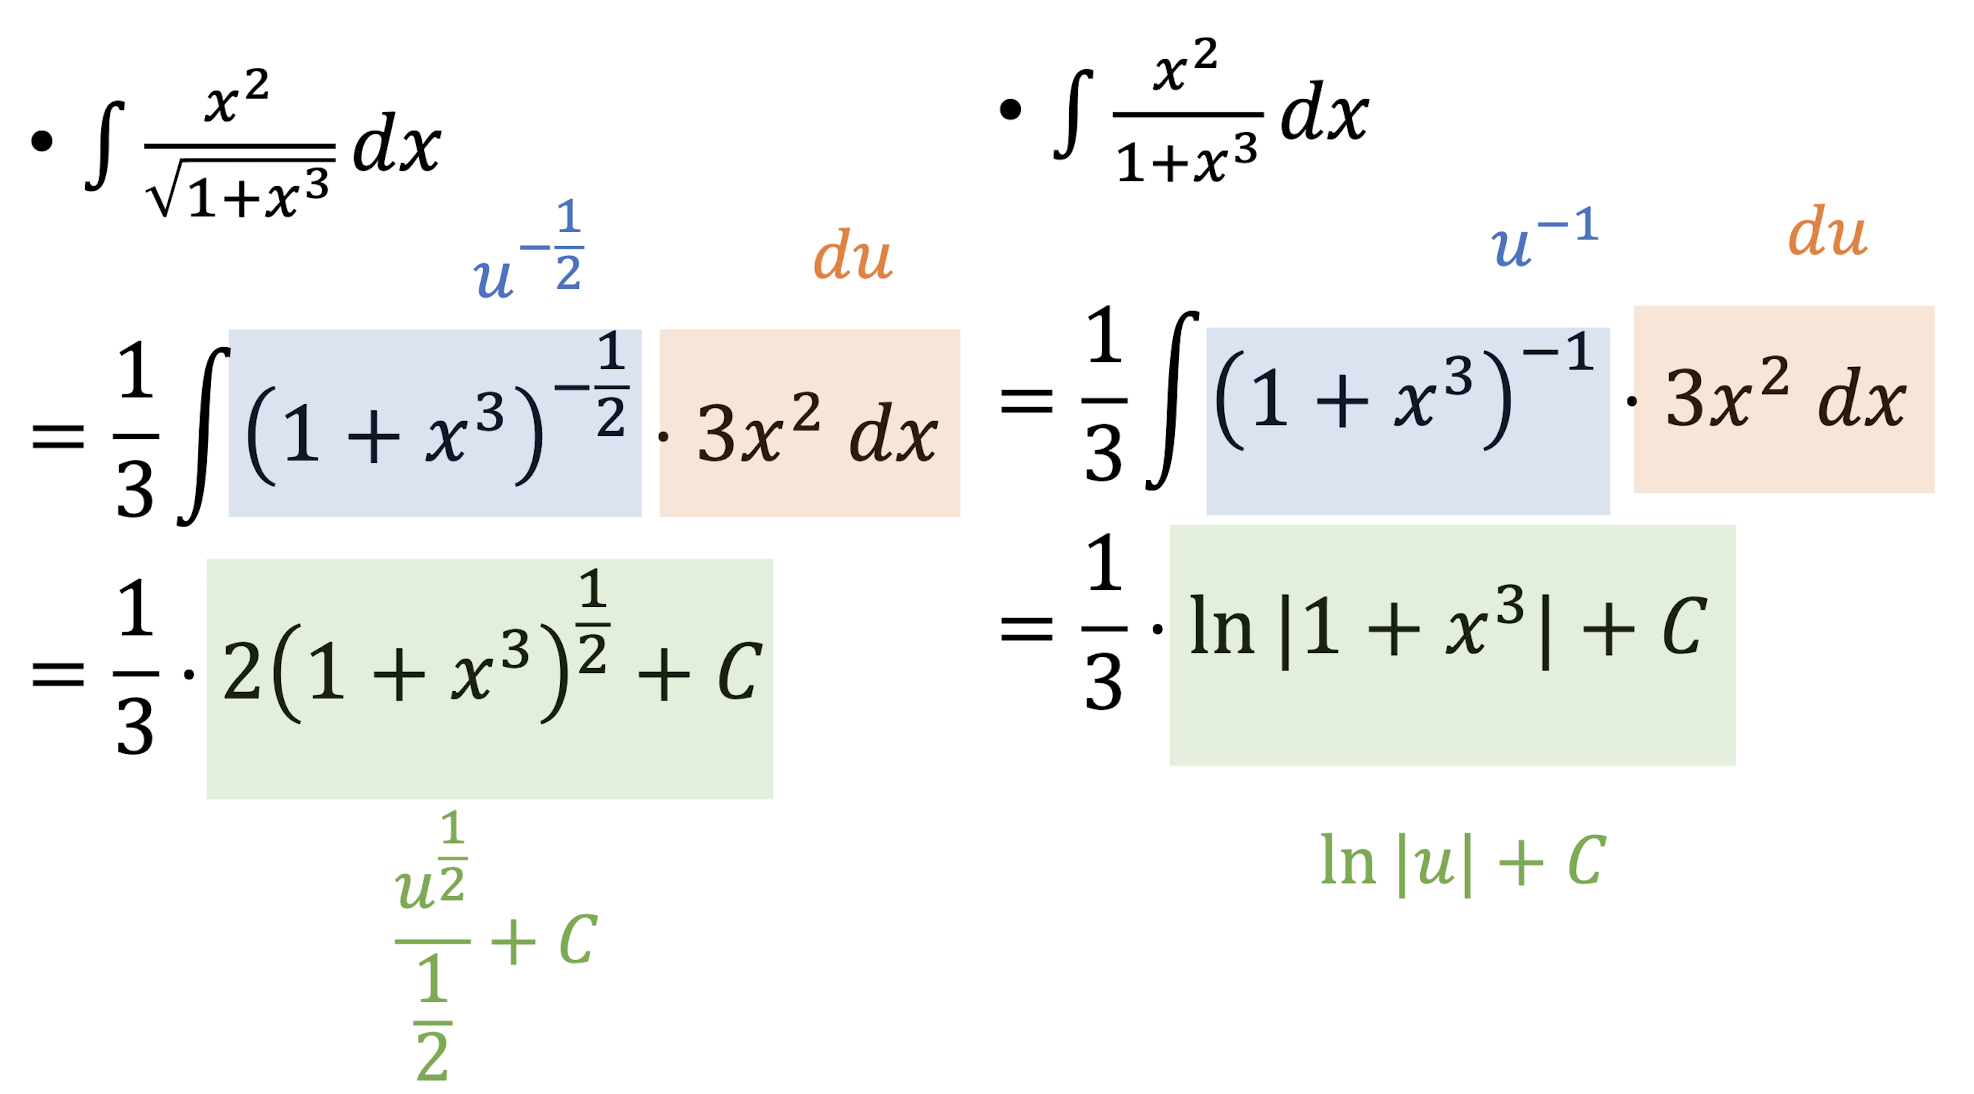 • ∫ x²/√(1+x³) dx
u^(-1/2) du
= 1/3 ∫ (1 + x³)^(-1/2) · 3x² dx
= 1/3 · 2(1 + x³)^(1/2) + C
u^(1/2)/(1/2) + C
• ∫ x²/(1+x³) dx
u⁻¹ du
= 1/3 ∫ (1 + x³)⁻¹ · 3x² dx
= 1/3 · ln |1 + x³| + C
ln |u| + C